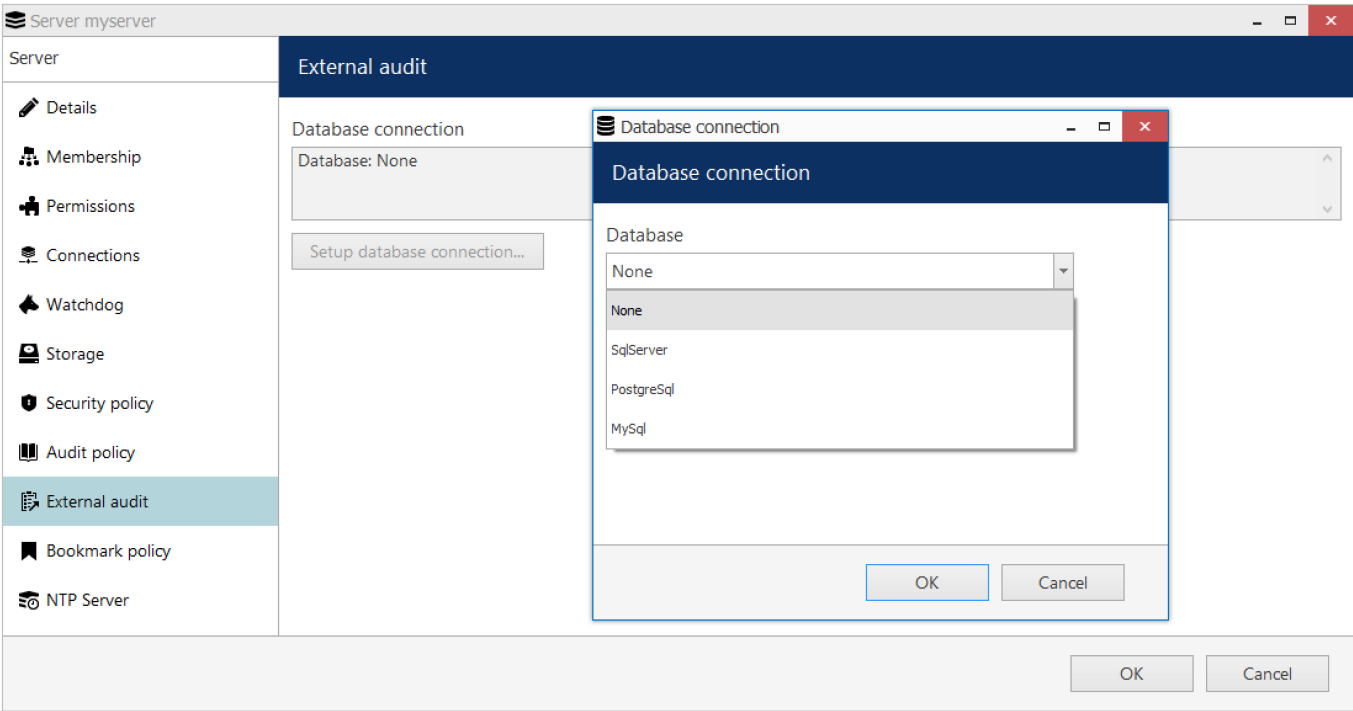 Server myserver
Server
Details
Membership
Permissions
Connections
Watchdog
Storage
Security policy
Audit policy
External audit
Bookmark policy
NTP Server
External audit
Database connection
Database: None
Setup database connection...
Database connection
Database connection
Database
None
None
SqlServer
PostgreSql
MySql
OK
Cancel
OK
Cancel